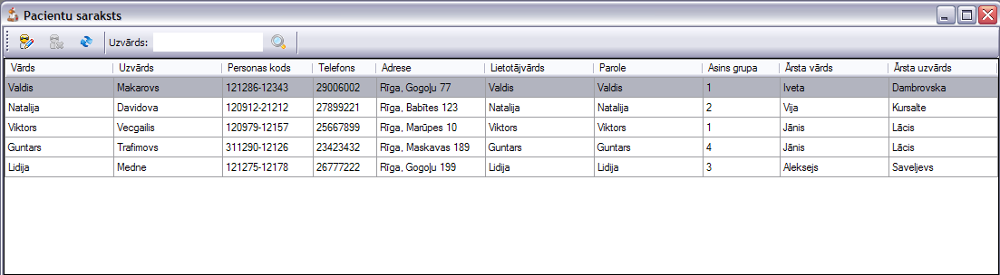 Pacientu saraksts
Uzvārds:
Vārds Uzvārds Personas kods Telefons Adrese Lietotājvārds Parole Asins grupa Ārsta vārds Ārsta uzvārds
Valdis Makarovs 121286-12343 29006002 Rīga, Gogoļu 77 Valdis Valdis 1 Iveta Dambrovska
Natalija Davidova 120912-21212 27899221 Rīga, Babītes 123 Natalija Natalija 2 Vija Kursalte
Viktors Vecgailis 120979-12157 25667899 Rīga, Marūpes 10 Viktors Viktors 1 Jānis Lācis
Guntars Trafimovs 311290-12126 23423432 Rīga, Maskavas 189 Guntars Guntars 4 Jānis Lācis
Lidija Medne 121275-12178 26777222 Rīga, Gogoļu 199 Lidija Lidija 3 Aleksejs Saveljevs